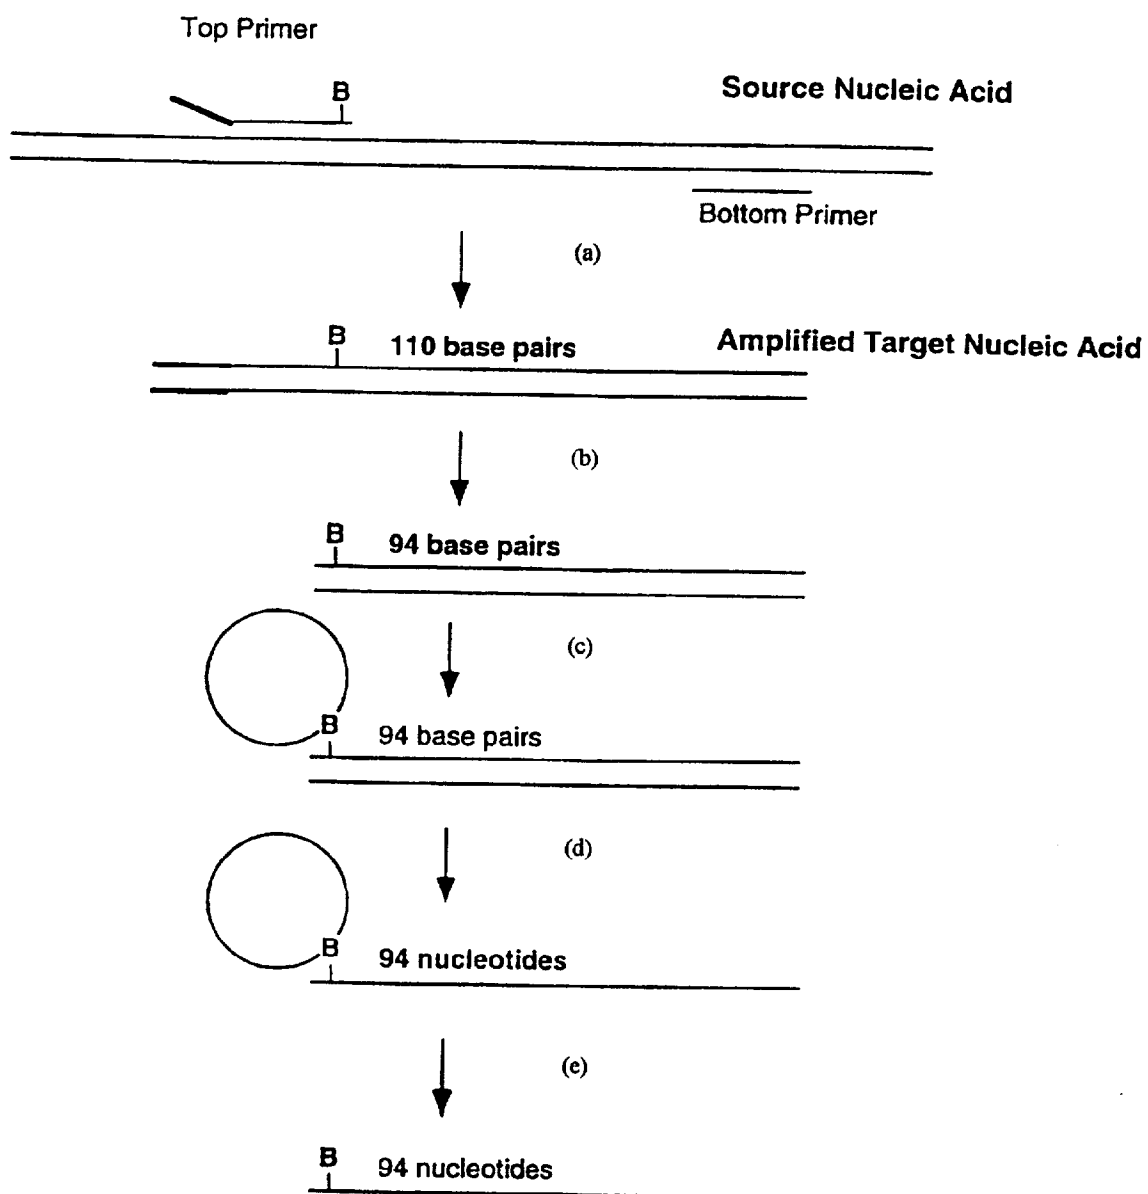 Top Primer
B
Source Nucleic Acid
Bottom Primer
(a)
B
110 base pairs
Amplified Target Nucleic Acid
(b)
B
94 base pairs
(c)
B
94 base pairs
(d)
B
94 nucleotides
(e)
B
94 nucleotides